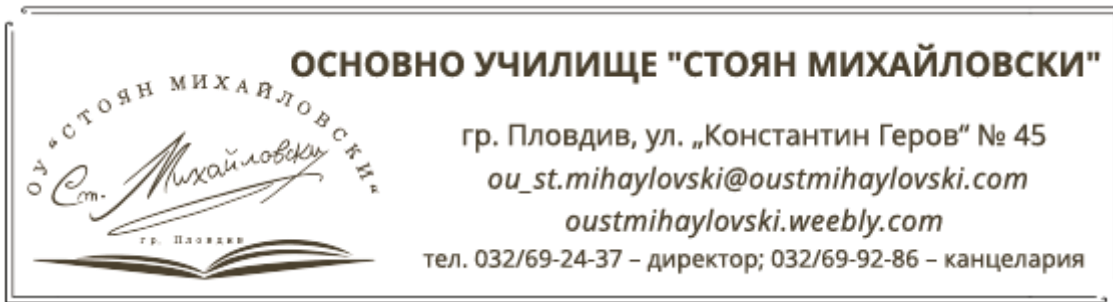 ОСНОВНО УЧИЛИЩЕ "СТОЯН МИХАЙЛОВСКИ"
гр. Пловдив, ул. „Константин Геров“ № 45
ou_st.mihaylovski@oustmihaylovski.com
oustmihaylovski.weebly.com
тел. 032/69-24-37 – директор; 032/69-92-86 – канцелария
ОУ "СТОЯН МИХАЙЛОВСКИ"
Ст. Михайловски
гр. Пловдив